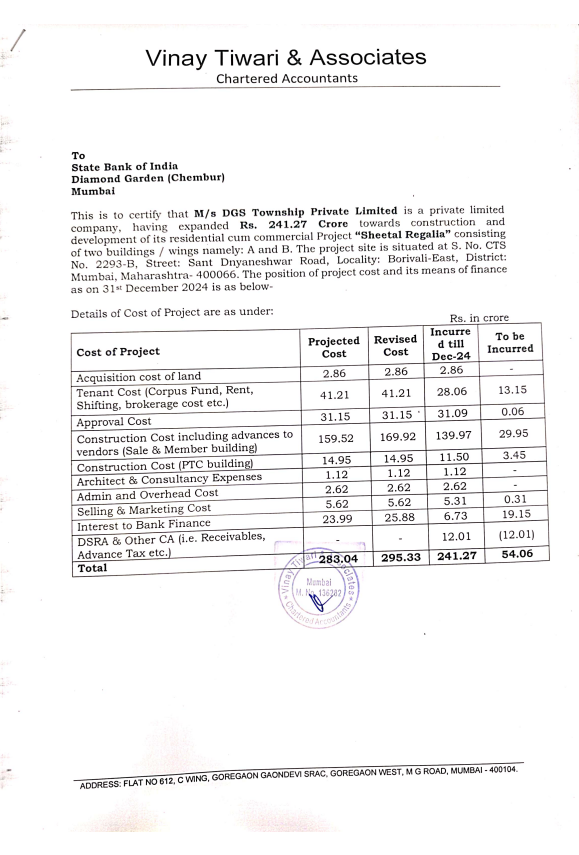 Vinay Tiwari & Associates
Chartered Accountants
To
State Bank of India
Diamond Garden (Chembur)
Mumbai
This is to certify that M/s DGS Township Private Limited is a private limited
company, having expanded Rs. 241.27 Crore towards construction and
development of its residential cum commercial Project "Sheetal Regalia" consisting
of two buildings / wings namely: A and B. The project site is situated at S. No. CTS
No. 2293-B, Street: Sant Dnyaneshwar Road, Locality: Borivali-East, District:
Mumbai, Maharashtra- 400066. The position of project cost and its means of finance
as on 31st December 2024 is as below-
Details of Cost of Project are as under:
Rs. in crore
Cost of Project Projected Cost Revised Cost Incurre d till Dec-24 To be Incurred
Acquisition cost of land 2.86 2.86 2.86 -
Tenant Cost (Corpus Fund, Rent, Shifting, brokerage cost etc.) 41.21 41.21 28.06 13.15
Approval Cost 31.15 31.15 31.09 0.06
Construction Cost including advances to vendors (Sale & Member building) 159.52 169.92 139.97 29.95
Construction Cost (PTC building) 14.95 14.95 11.50 3.45
Architect & Consultancy Expenses 1.12 1.12 1.12 -
Admin and Overhead Cost 2.62 2.62 2.62 -
Selling & Marketing Cost 5.62 5.62 5.31 0.31
Interest to Bank Finance 23.99 25.88 6.73 19.15
DSRA & Other CA (i.e. Receivables, Advance Tax etc.) - - 12.01 (12.01)
Total 283.04 295.33 241.27 54.06
Vinay Tiwari & Associates
Mumbai
M. No. 136282
Chartered Accountants
ADDRESS: FLAT NO 612, C WING, GOREGAON GAONDEVI SRAC, GOREGAON WEST, M G ROAD, MUMBAI - 400104.